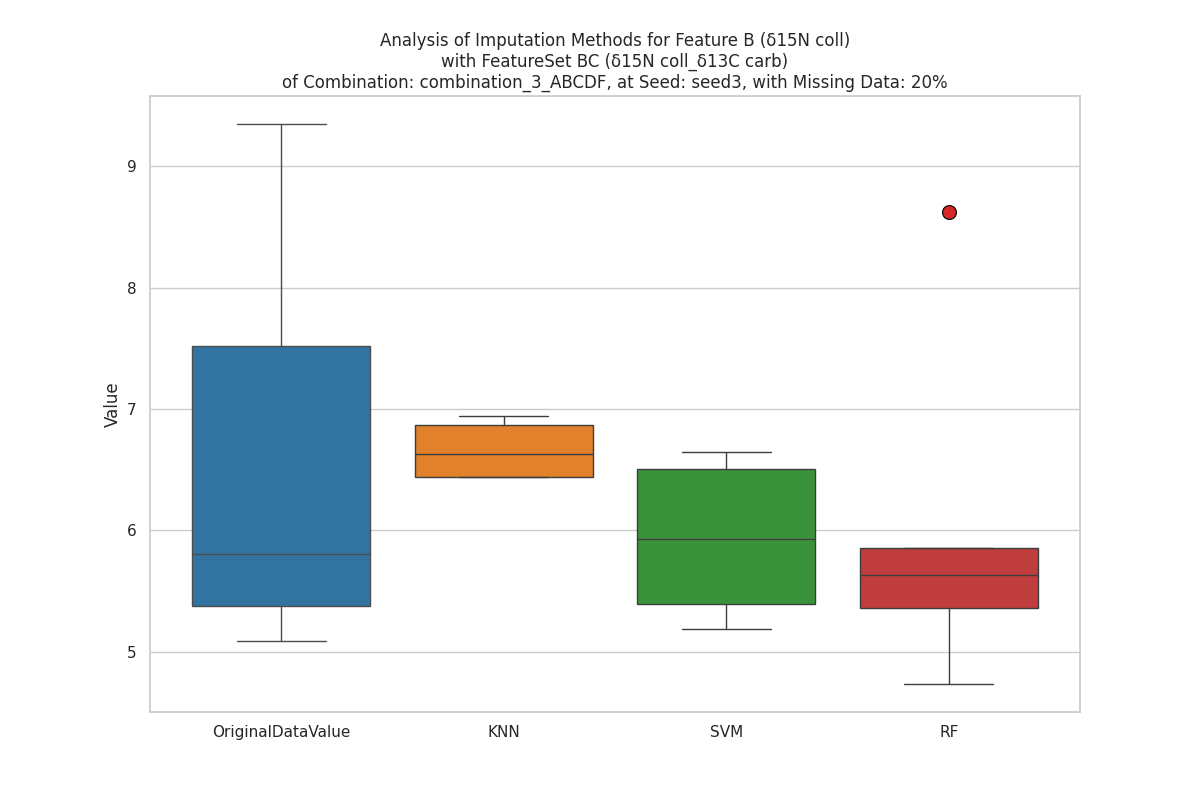 Analysis of Imputation Methods for Feature B (δ15N coll)
with FeatureSet BC (δ15N coll_δ13C carb)
of Combination: combination_3_ABCDF, at Seed: seed3, with Missing Data: 20%
9
8
7
6
5
Value
OriginalDataValue
KNN
SVM
RF